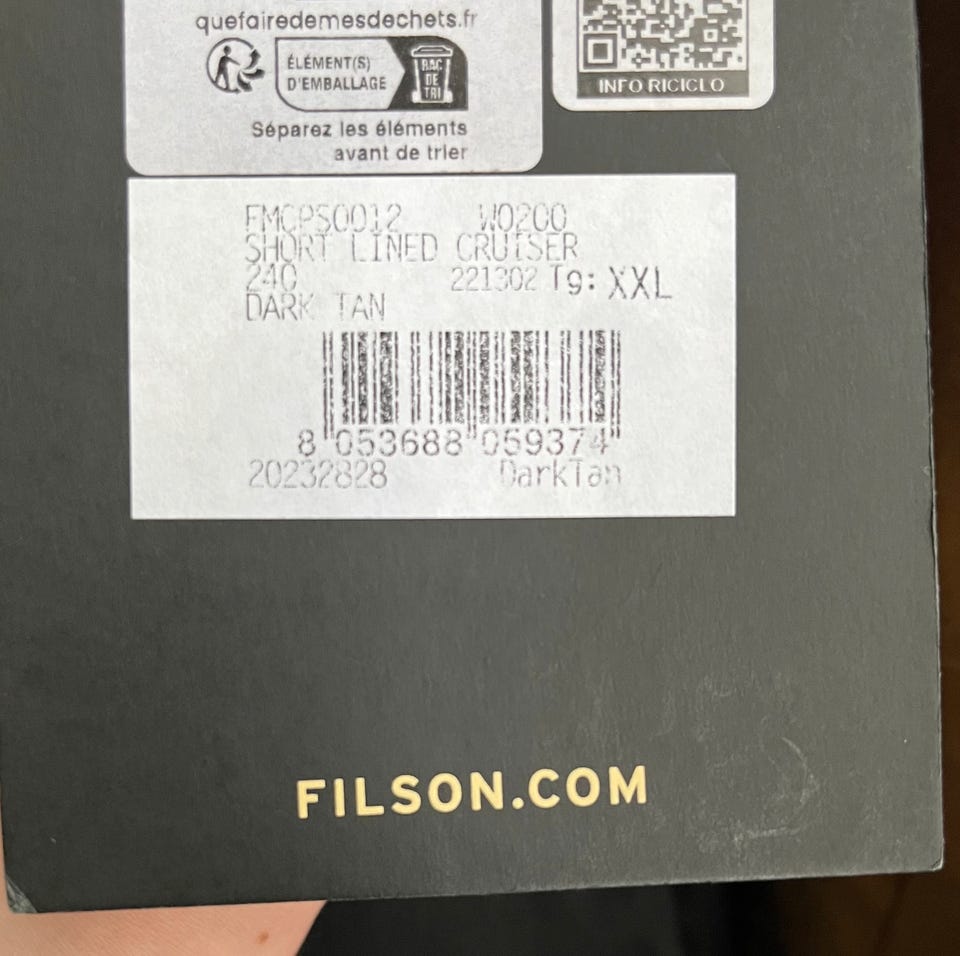 quefairedemesdechets.fr
ÉLÉMENT(S)
D'EMBALLAGE
BAC
DE
TRI
Séparez les éléments
avant de trier
INFO RICICLO
FMCPS0012 W0200
SHORT LINED CRUISER
240 221302 Tg: XXL
DARK TAN
8 053688 059374
20232828 DarkTan
FILSON.COM